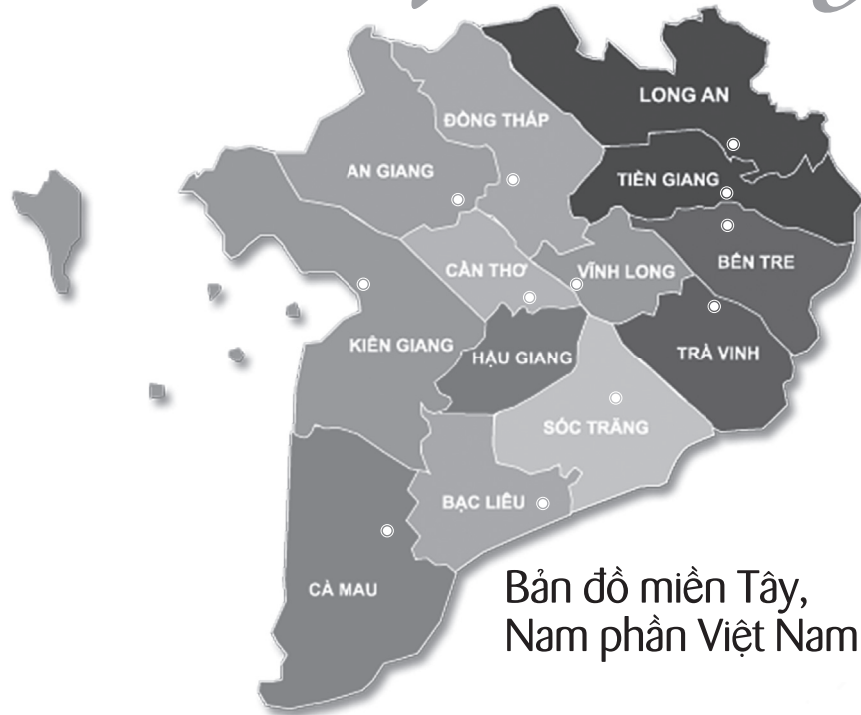 LONG AN
ĐỒNG THÁP
AN GIANG
TIỀN GIANG
BẾN TRE
CẦN THƠ
VĨNH LONG
KIÊN GIANG
HẬU GIANG
TRÀ VINH
SÓC TRĂNG
BẠC LIÊU
CÀ MAU
Bản đồ miền Tây,
Nam phần Việt Nam